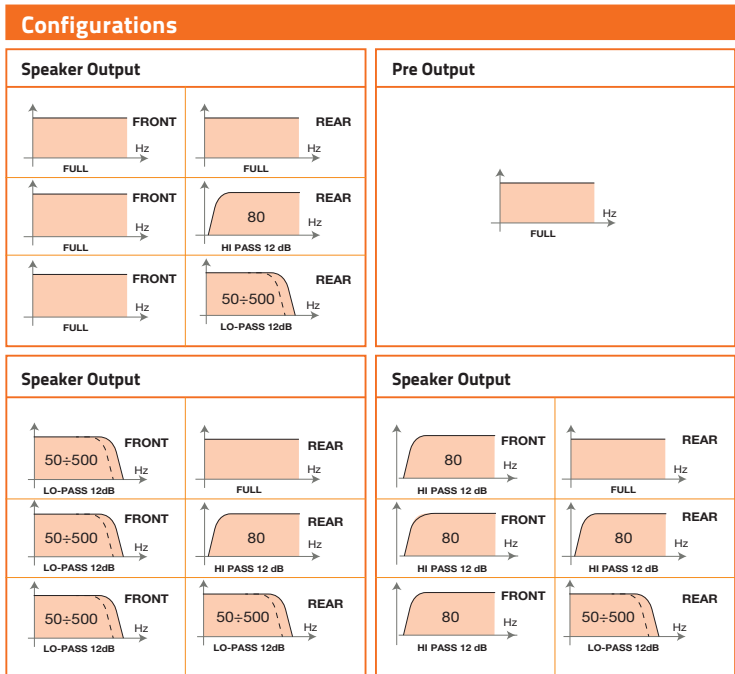 Configurations
Speaker Output
FRONT
Hz
FULL
REAR
Hz
FULL
FRONT
Hz
FULL
REAR
80
Hz
HI PASS 12 dB
FRONT
Hz
FULL
REAR
50÷500
Hz
LO-PASS 12dB
Pre Output
Hz
FULL
Speaker Output
FRONT
50÷500
Hz
LO-PASS 12dB
REAR
Hz
FULL
FRONT
50÷500
Hz
LO-PASS 12dB
REAR
80
Hz
HI PASS 12 dB
FRONT
50÷500
Hz
LO-PASS 12dB
REAR
50÷500
Hz
LO-PASS 12dB
Speaker Output
FRONT
80
Hz
HI PASS 12 dB
REAR
Hz
FULL
FRONT
80
Hz
HI PASS 12 dB
REAR
80
Hz
HI PASS 12 dB
FRONT
80
Hz
HI PASS 12 dB
REAR
50÷500
Hz
LO-PASS 12dB